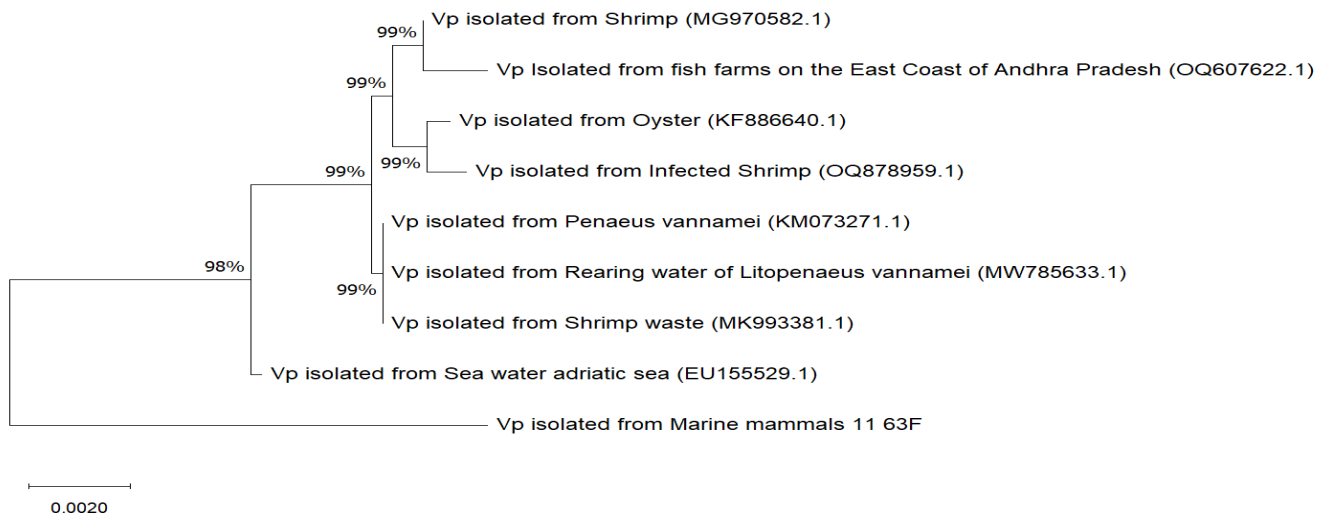 Vp isolated from Shrimp (MG970582.1)
99%
Vp Isolated from fish farms on the East Coast of Andhra Pradesh (OQ607622.1)
99%
Vp isolated from Oyster (KF886640.1)
99%
Vp isolated from Infected Shrimp (OQ878959.1)
99%
Vp isolated from Penaeus vannamei (KM073271.1)
98%
Vp isolated from Rearing water of Litopenaeus vannamei (MW785633.1)
99%
Vp isolated from Shrimp waste (MK993381.1)
Vp isolated from Sea water adriatic sea (EU155529.1)
Vp isolated from Marine mammals 11 63F
0.0020